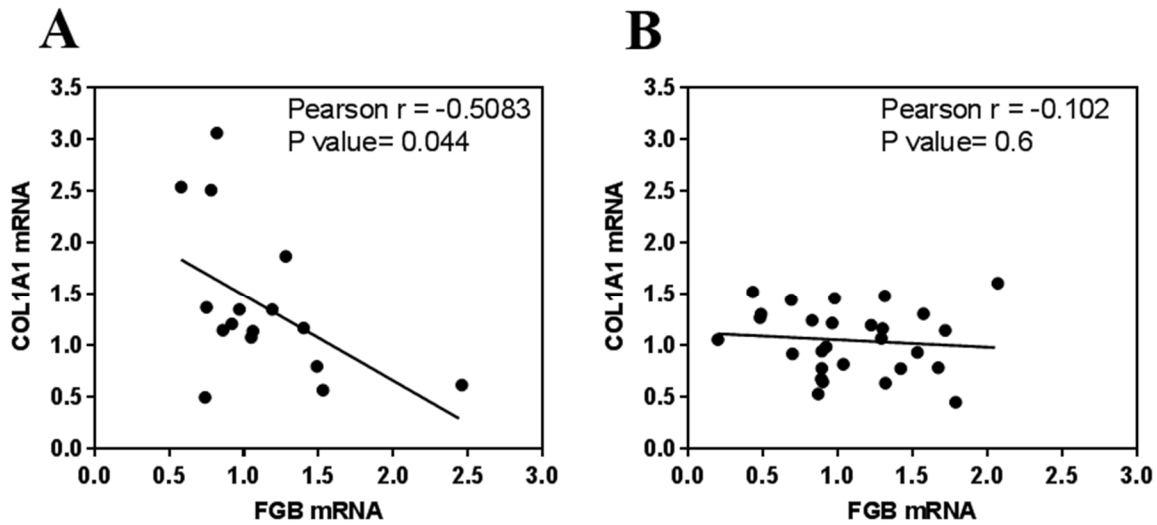 A
Pearson r = -0.5083
P value= 0.044
COL1A1 mRNA
3.5
3.0
2.5
2.0
1.5
1.0
0.5
0.0
0.0 0.5 1.0 1.5 2.0 2.5 3.0
FGB mRNA
B
Pearson r = -0.102
P value= 0.6
COL1A1 mRNA
3.5
3.0
2.5
2.0
1.5
1.0
0.5
0.0
0.0 0.5 1.0 1.5 2.0 2.5 3.0
FGB mRNA